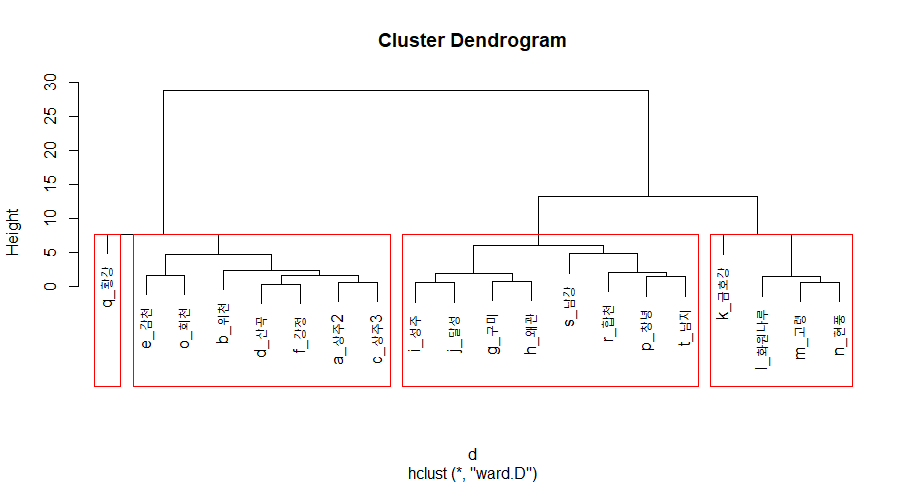 Cluster Dendrogram
Height
0
5
10
15
20
25
30
q_황강
e_감천
o_회천
b_위천
d_산곡
f_강정
a_상주2
c_상주3
i_성주
j_달성
g_구미
h_왜관
s_남강
r_합천
p_창녕
t_남지
k_금호강
l_화원나루
m_고령
n_현풍
d
hclust (*, "ward.D")